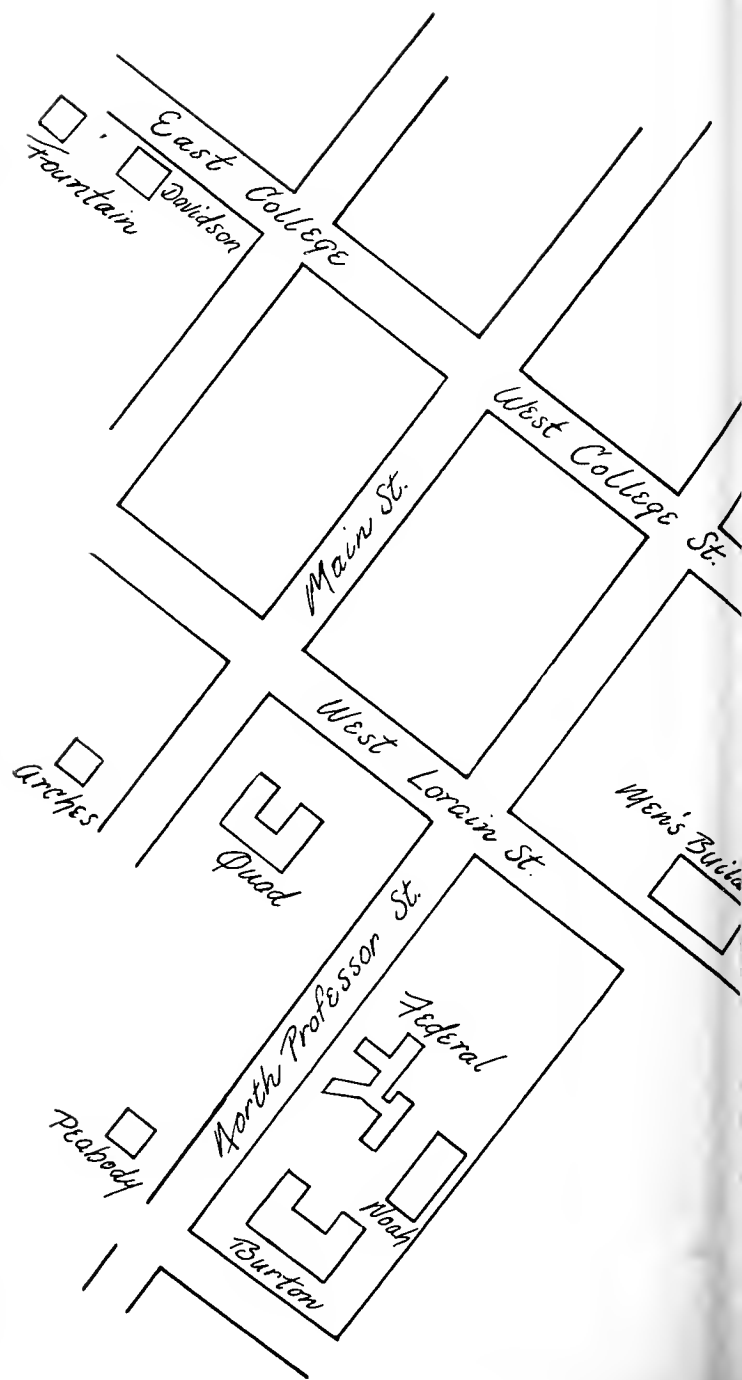 East College
Fountain
Davidson
West College St.
Main St.
West Lorain St.
Arches
Quad
Men's
North Professor St.
Federal
Peabody
Noah
Burton